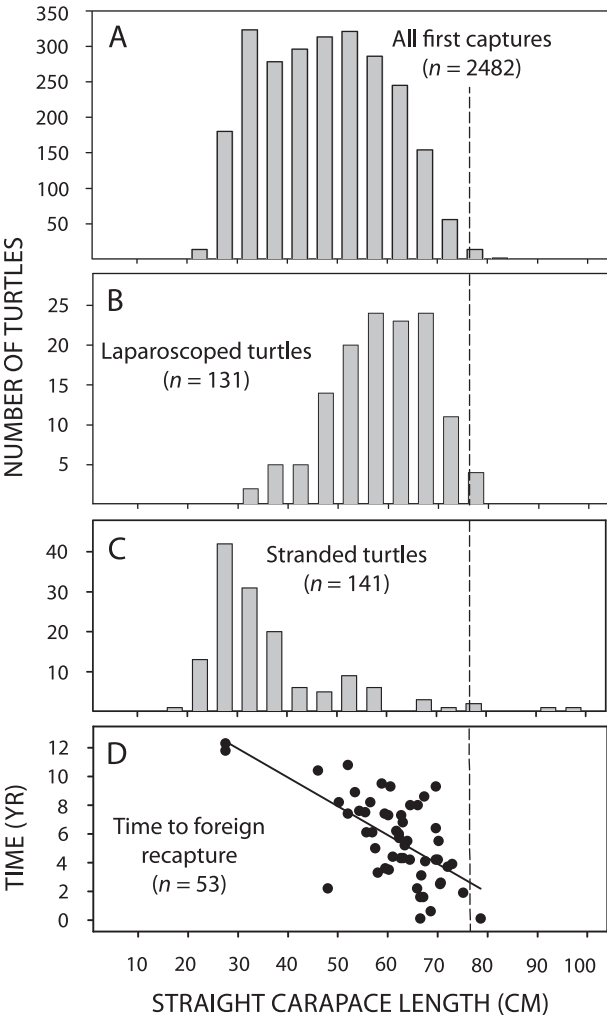 NUMBER OF TURTLES
350
300
250
200
150
100
50
A
All first captures
(n = 2482)
25
20
15
10
5
B
Laparoscoped turtles
(n = 131)
40
30
20
10
C
Stranded turtles
(n = 141)
TIME (YR)
12
10
8
6
4
2
0
D
Time to foreign
recapture
(n = 53)
10 20 30 40 50 60 70 80 90 100
STRAIGHT CARAPACE LENGTH (CM)